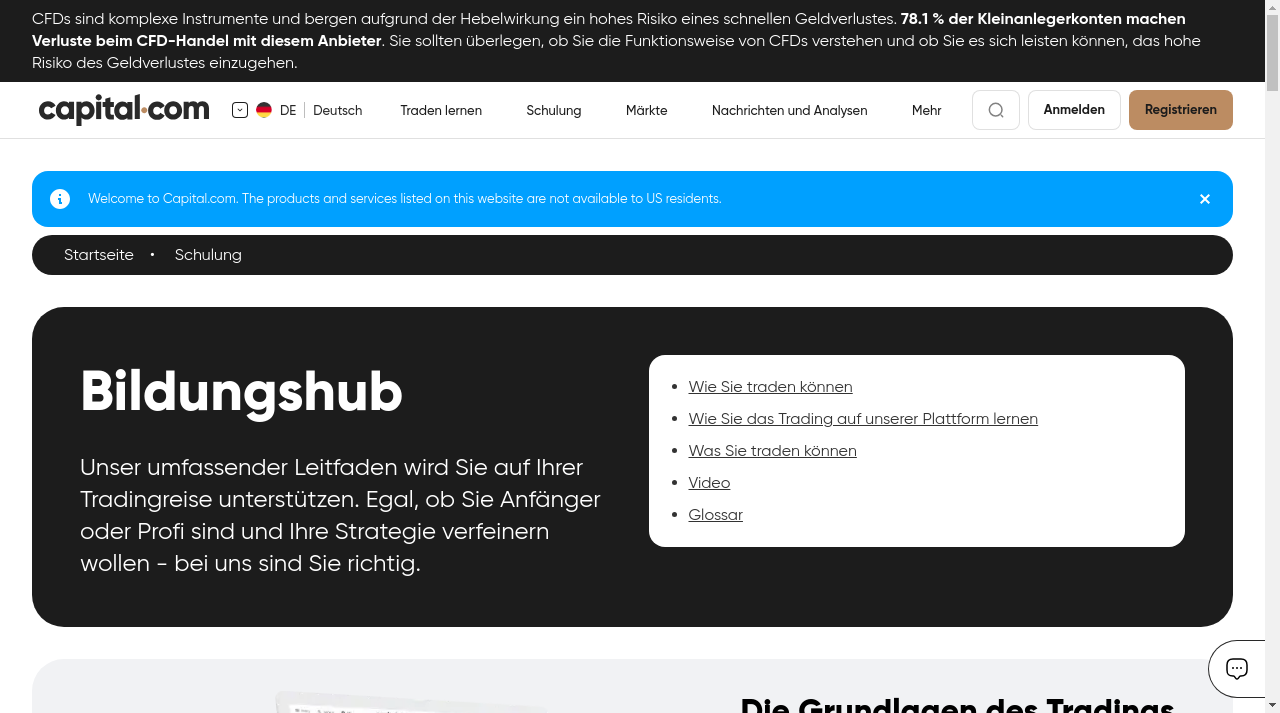 CFDs sind komplexe Instrumente und bergen aufgrund der Hebelwirkung ein hohes Risiko eines schnellen Geldverlustes. 78.1 % der Kleinanlegerkonten machen
Verluste beim CFD-Handel mit diesem Anbieter. Sie sollten überlegen, ob Sie die Funktionsweise von CFDs verstehen und ob Sie es sich leisten können, das hohe
Risiko des Geldverlustes einzugehen.
capital.com DE Deutsch Traden lernen Schulung Märkte Nachrichten und Analysen Mehr Anmelden Registrieren
Welcome to Capital.com. The products and services listed on this website are not available to US residents.
Startseite • Schulung
Bildungshub
Unser umfassender Leitfaden wird Sie auf Ihrer
Tradingreise unterstützen. Egal, ob Sie Anfänger
oder Profi sind und Ihre Strategie verfeinern
wollen - bei uns sind Sie richtig.
• Wie Sie traden können
• Wie Sie das Trading auf unserer Plattform lernen
• Was Sie traden können
• Video
• Glossar
Die Grundlagen des Tradings